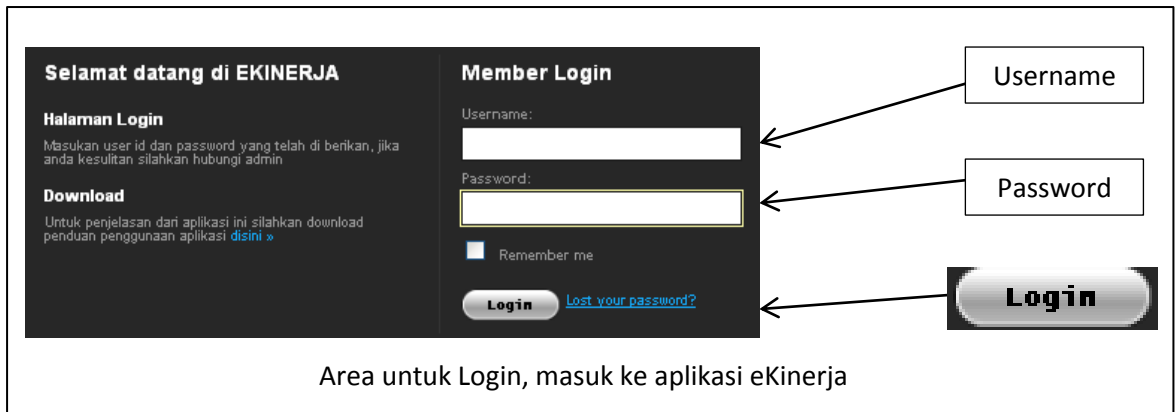 Selamat datang di EKINERJA
Halaman Login
Masukan user id dan password yang telah di berikan, jika
anda kesulitan silahkan hubungi admin
Download
Untuk penjelasan dari aplikasi ini silahkan download
penduan penggunaan aplikasi disini »
Member Login
Username:
Password:
Remember me
Login
Lost your password?
Username
Password
Login
Area untuk Login, masuk ke aplikasi eKinerja